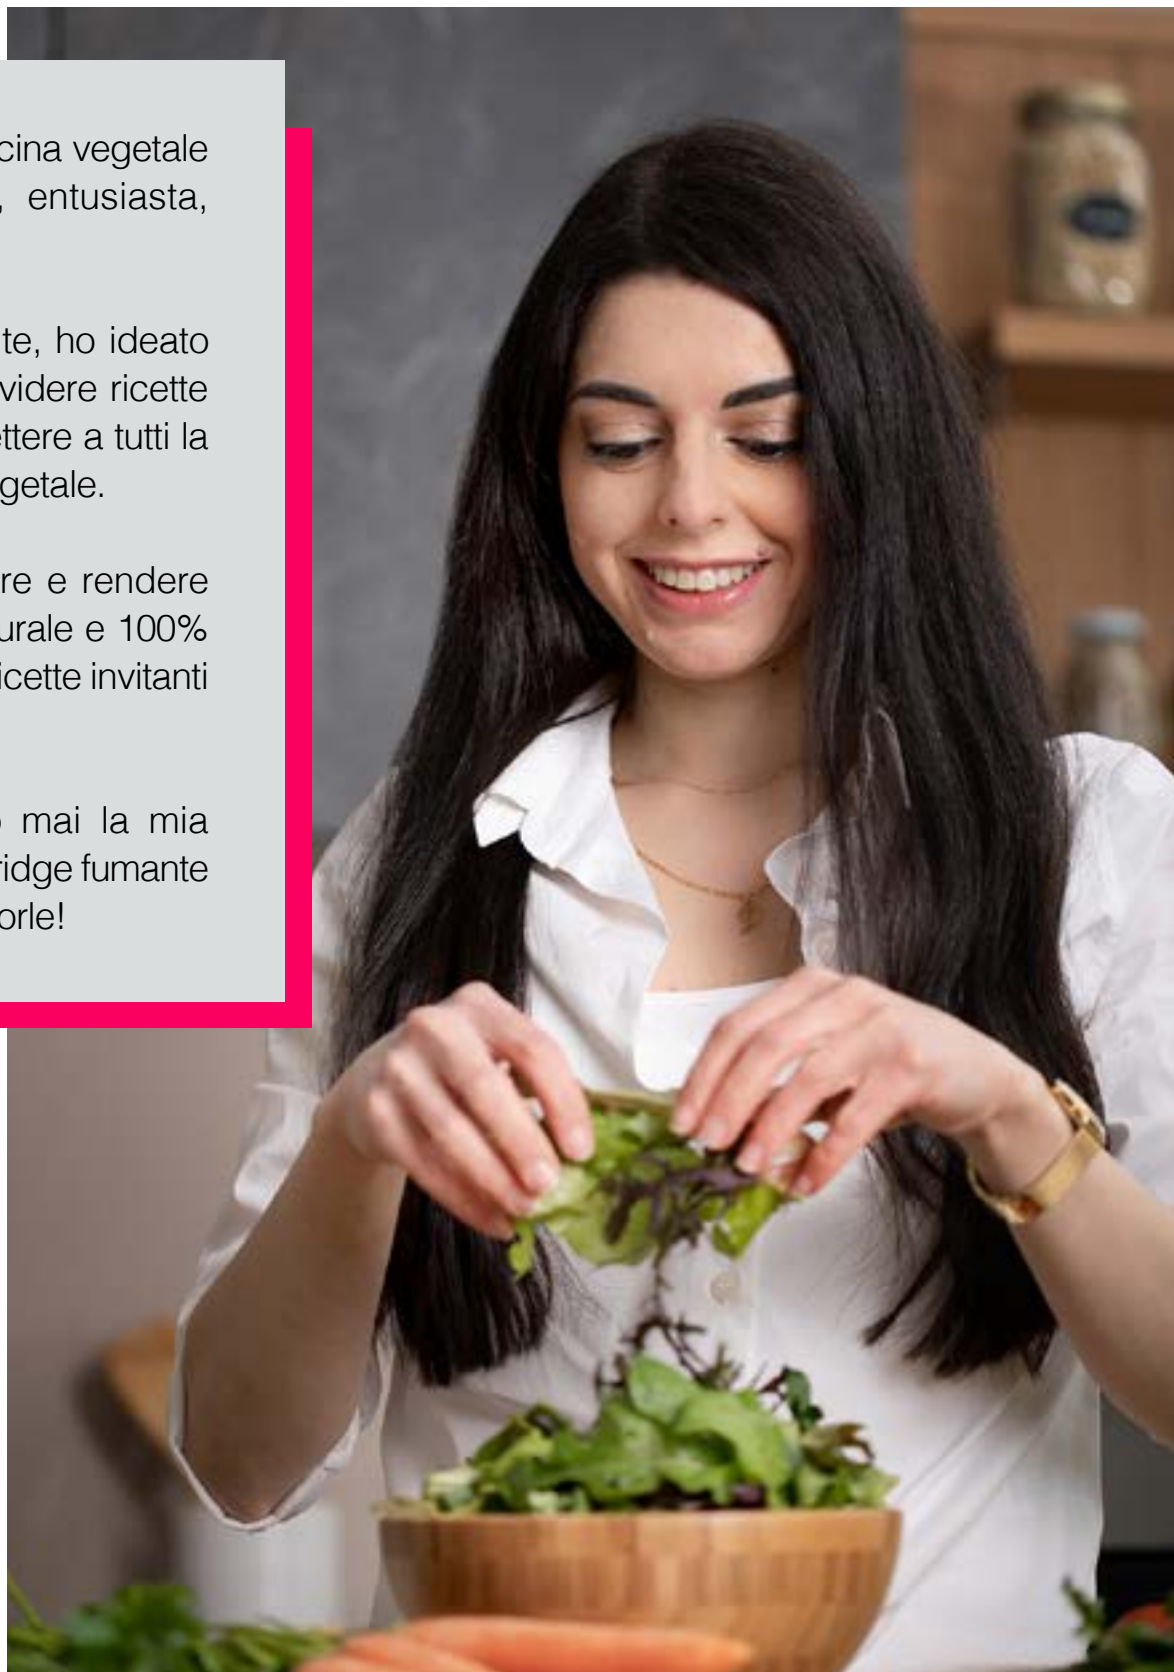 cina vegetale
, entusiasta,
te, ho ideato
videre ricette
ttere a tutti la
getale.
re e rendere
urale e 100%
icette invitanti
o mai la mia
ridge fumante
orle!